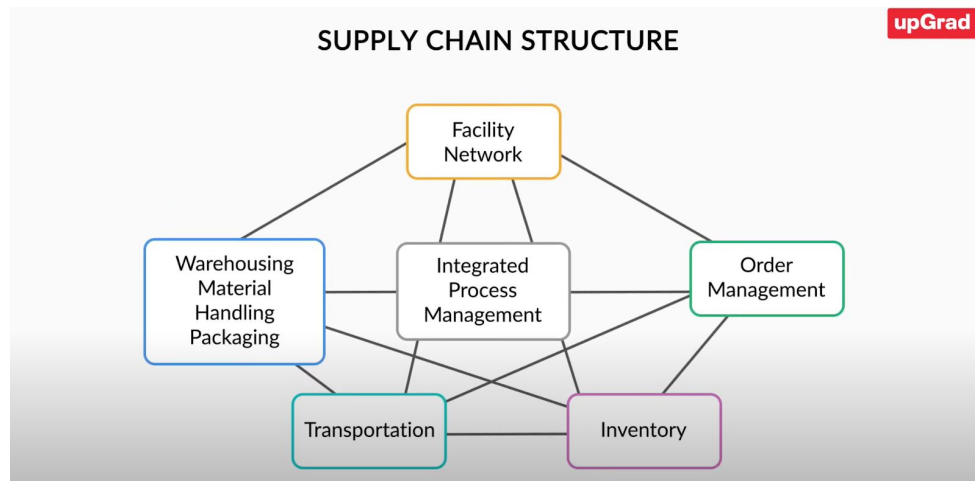 upGrad
SUPPLY CHAIN STRUCTURE
Facility
Network
Warehousing
Material
Handling
Packaging
Integrated
Process
Management
Order
Management
Transportation
Inventory